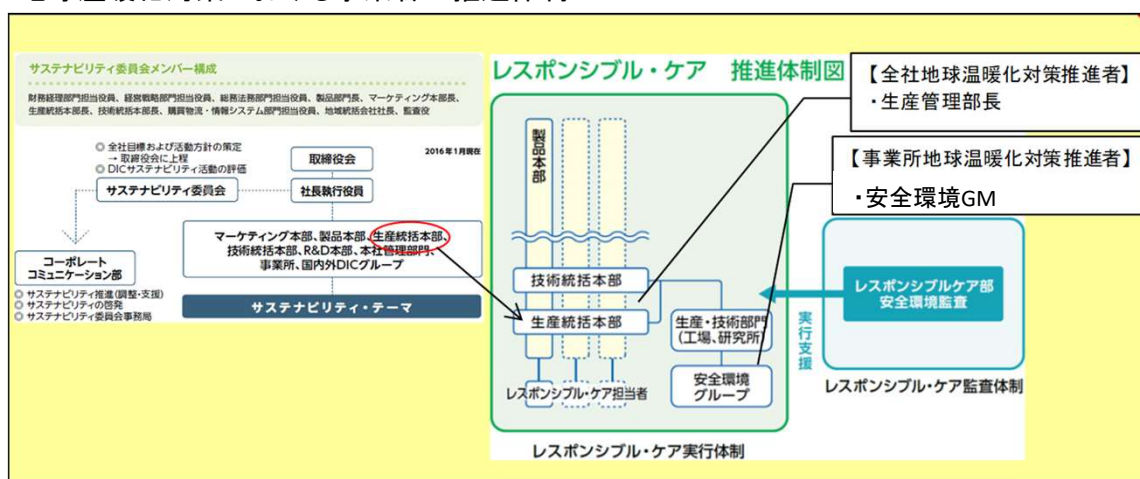 サステナビリティ委員会メンバー構成
財務経理部門担当役員、経営戦略部門担当役員、総務法務部門担当役員、製品部門長、マーケティング本部長、
生産統括本部長、技術統括本部長、購買物流・情報システム部門担当役員、地域統括会社社長、監査役
◎ 全社目標および活動方針の策定
→ 取締役会に上程
◎ DICサステナビリティ活動の評価
取締役会
2016年1月現在
サステナビリティ委員会
社長執行役員
マーケティング本部、製品本部、生産統括本部、
技術統括本部、R&D本部、本社管理部門、
事業所、国内外DICグループ
コーポレート
コミュニケーション部
◎ サステナビリティ推進(調整・支援)
◎ サステナビリティの啓発
◎ サステナビリティ委員会事務局
サステナビリティ・テーマ
レスポンシブル・ケア 推進体制図
製品本部
技術統括本部
生産統括本部
生産・技術部門
(工場、研究所)
レスポンシブル・ケア担当者
安全環境
グループ
レスポンシブル・ケア実行体制
【全社地球温暖化対策推進者】
・生産管理部長
【事業所地球温暖化対策推進者】
・安全環境GM
レスポンシブルケア部
安全環境監査
実行支援
レスポンシブル・ケア監査体制